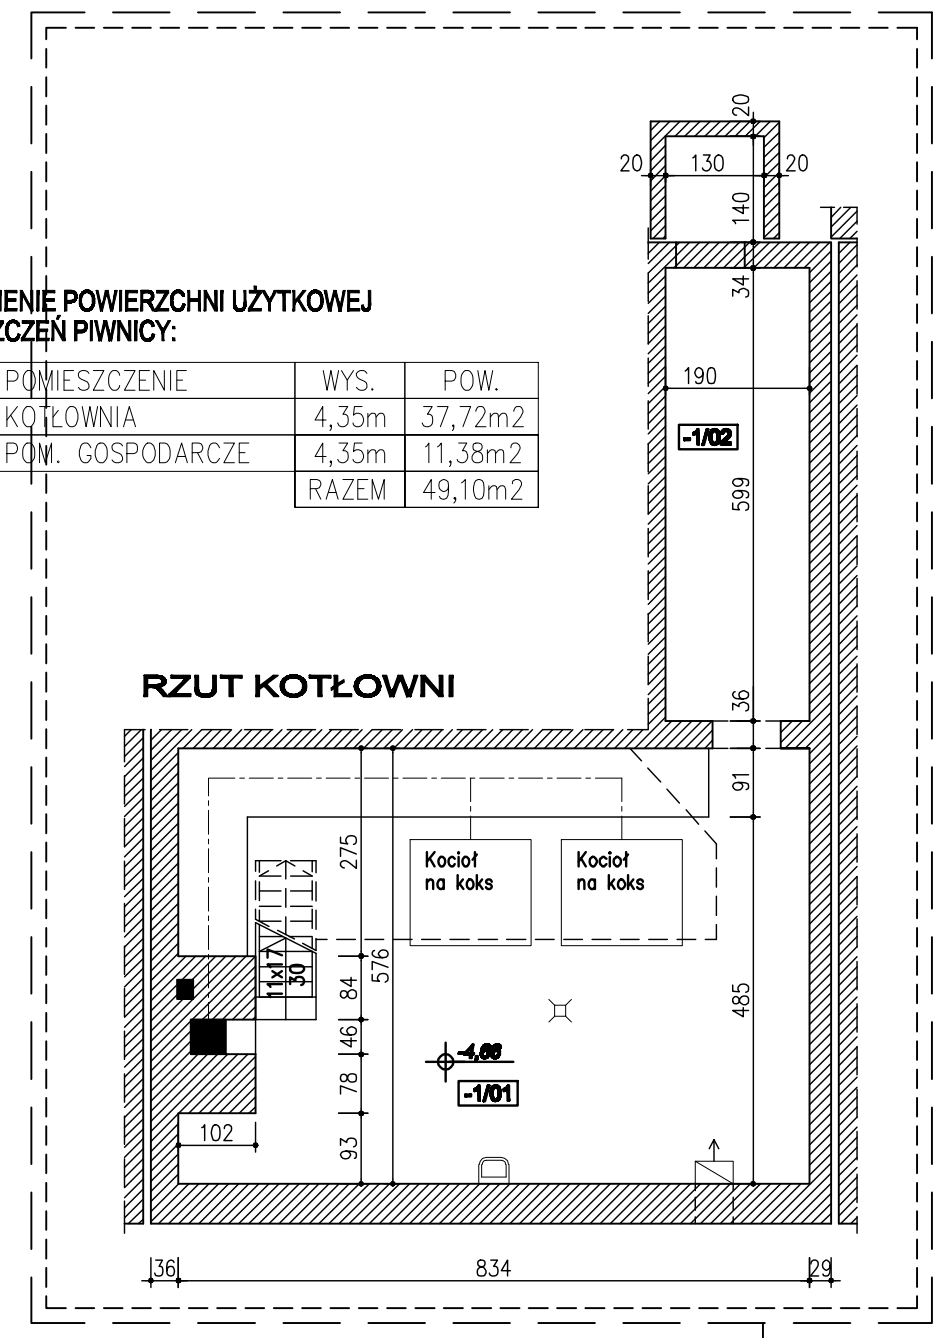 20
20 130 20
140
34
IENIE POWIERZCHNI UŻYTKOWEJ
ZCZEŃ PIWNICY:
POMIESZCZENIE WYS. POW.
KOTŁOWNIA 4,35m 37,72m2
POM. GOSPODARCZE 4,35m 11,38m2
RAZEM 49,10m2
190
-1/02
599
RZUT KOTŁOWNI
36
91
275
Kocioł
na koks
Kocioł
na koks
11x17
30
576
84
46
78
93
485
-4,66
-1/01
102
36 834 29